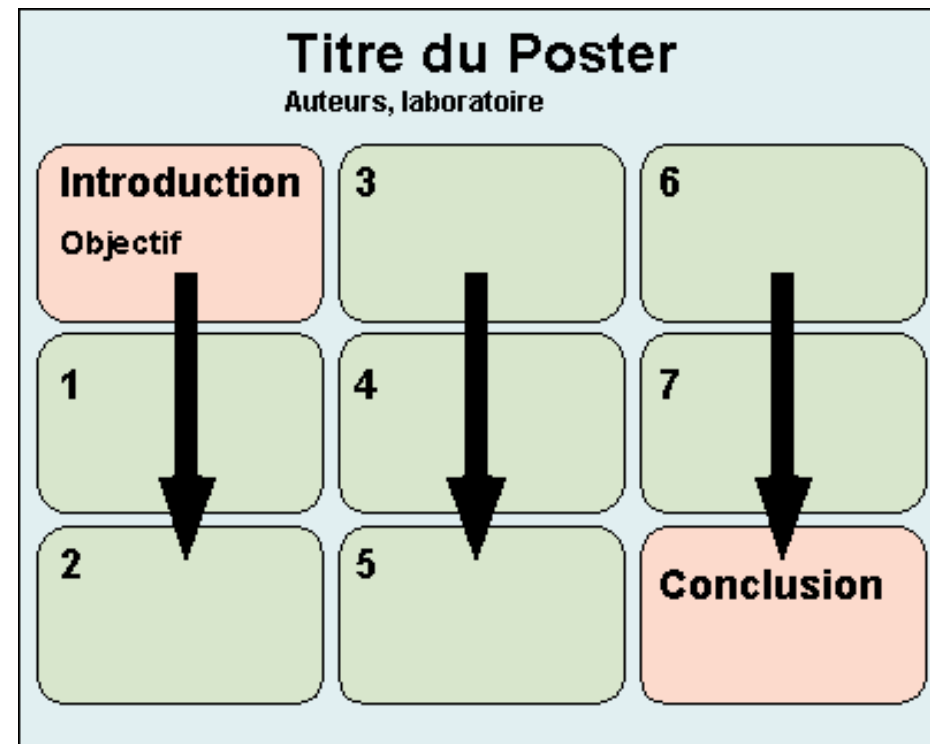 Titre du Poster
Auteurs, laboratoire
Introduction
Objectif
1
2
3
4
5
6
7
Conclusion